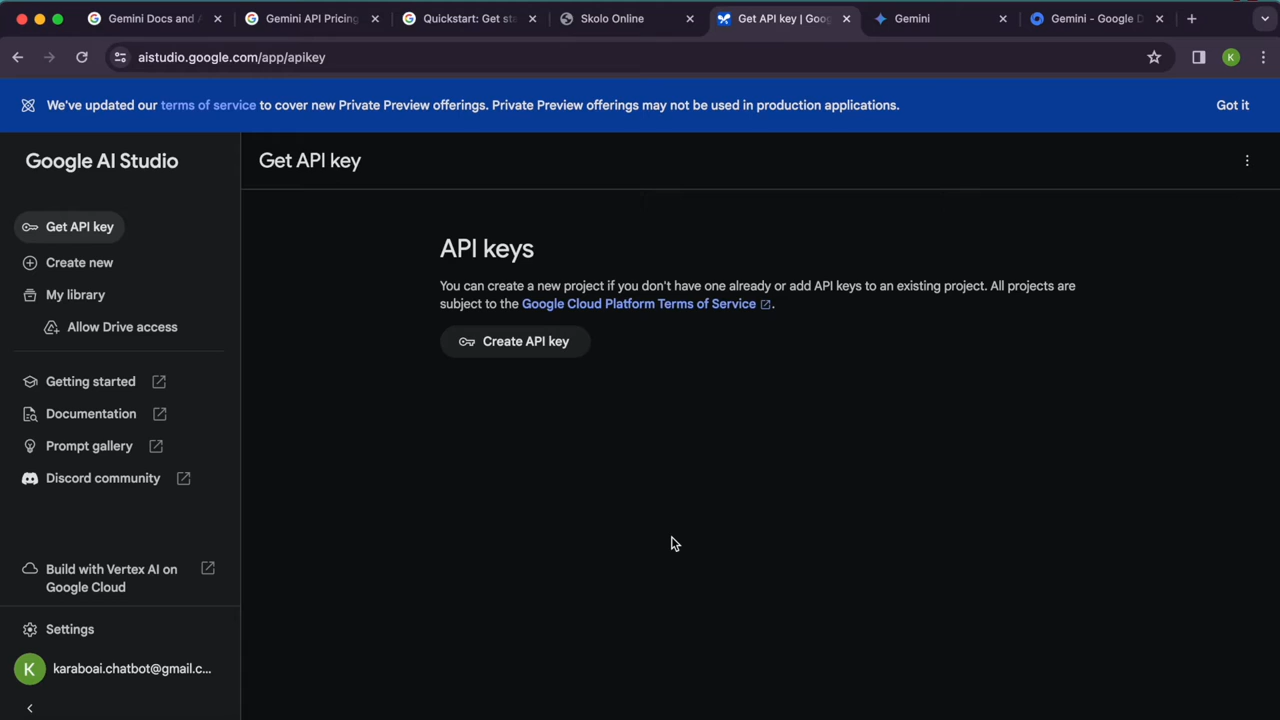 Gemini Docs and A
Gemini API Pricing
Quickstart: Get sta
Skolo Online
Get API key | Goog
Gemini
Gemini - Google D
aistudio.google.com/app/apikey
K
We've updated our terms of service to cover new Private Preview offerings. Private Preview offerings may not be used in production applications.
Got it
Google AI Studio
Get API key
Get API key
Create new
My library
Allow Drive access
Getting started
Documentation
Prompt gallery
Discord community
Build with Vertex AI on
Google Cloud
Settings
K
karaboai.chatbot@gmail.c...
API keys
You can create a new project if you don't have one already or add API keys to an existing project. All projects are
subject to the Google Cloud Platform Terms of Service.
Create API key